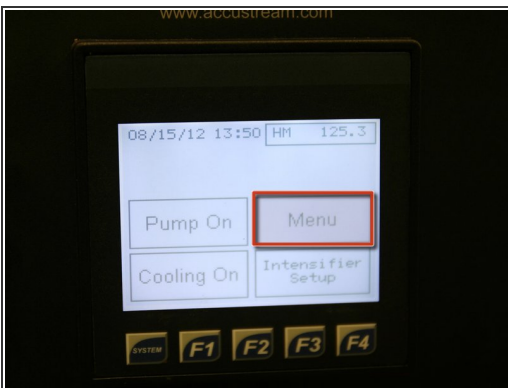 www.accustream.com
08/15/12 13:50 HM 125.3
Pump On Menu
Cooling On Intensifier Setup
SYSTEM F1 F2 F3 F4